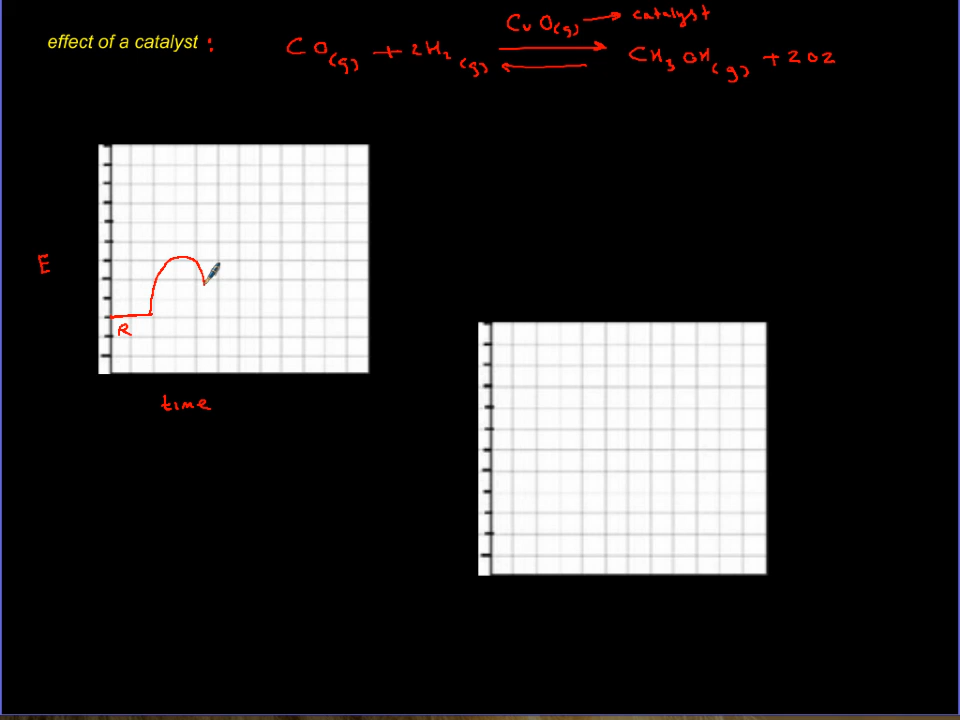 effect of a catalyst :
CuO(g) → catalyst
CO(g) + 2H2(g) ⇌ CH3OH(g) + 2O2
E
R
time